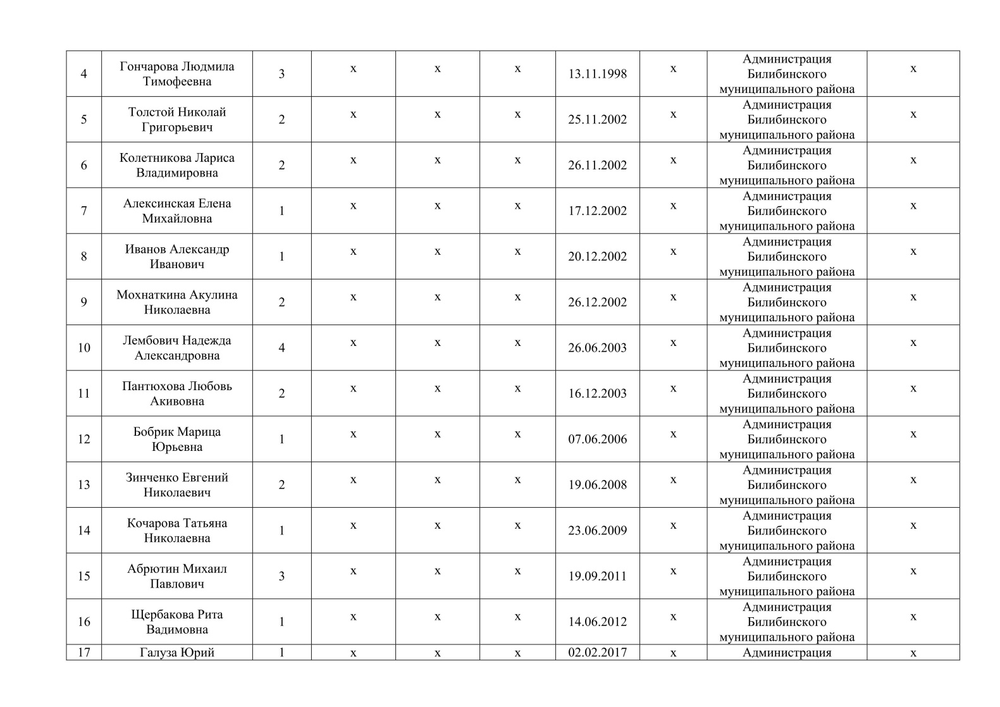 4 Гончарова Людмила Тимофеевна 3 х х х 13.11.1998 х Администрация Билибинского муниципального района х
5 Толстой Николай Григорьевич 2 х х х 25.11.2002 х Администрация Билибинского муниципального района х
6 Колетникова Лариса Владимировна 2 х х х 26.11.2002 х Администрация Билибинского муниципального района х
7 Алексинская Елена Михайловна 1 х х х 17.12.2002 х Администрация Билибинского муниципального района х
8 Иванов Александр Иванович 1 х х х 20.12.2002 х Администрация Билибинского муниципального района х
9 Мохнаткина Акулина Николаевна 2 х х х 26.12.2002 х Администрация Билибинского муниципального района х
10 Лембович Надежда Александровна 4 х х х 26.06.2003 х Администрация Билибинского муниципального района х
11 Пантюхова Любовь Акивовна 2 х х х 16.12.2003 х Администрация Билибинского муниципального района х
12 Бобрик Марица Юрьевна 1 х х х 07.06.2006 х Администрация Билибинского муниципального района х
13 Зинченко Евгений Николаевич 2 х х х 19.06.2008 х Администрация Билибинского муниципального района х
14 Кочарова Татьяна Николаевна 1 х х х 23.06.2009 х Администрация Билибинского муниципального района х
15 Абрютин Михаил Павлович 3 х х х 19.09.2011 х Администрация Билибинского муниципального района х
16 Щербакова Рита Вадимовна 1 х х х 14.06.2012 х Администрация Билибинского муниципального района х
17 Галуза Юрий 1 х х х 02.02.2017 х Администрация х